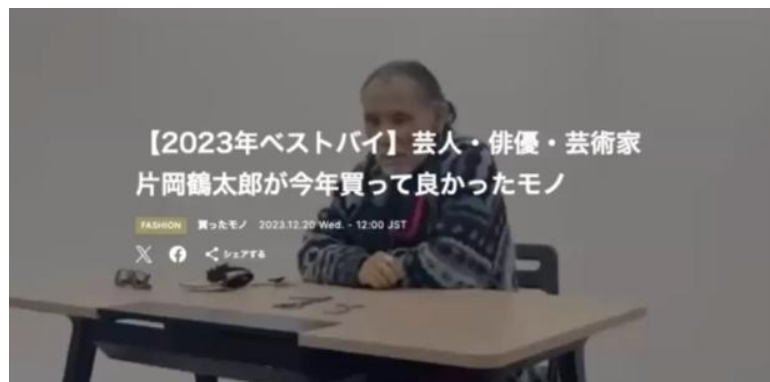 【2023年ベストバイ】芸人・俳優・芸術家
片岡鶴太郎が今年買って良かったモノ
FASHION 買ったモノ 2023.12.20 Wed. - 12:00 JST
シェアする